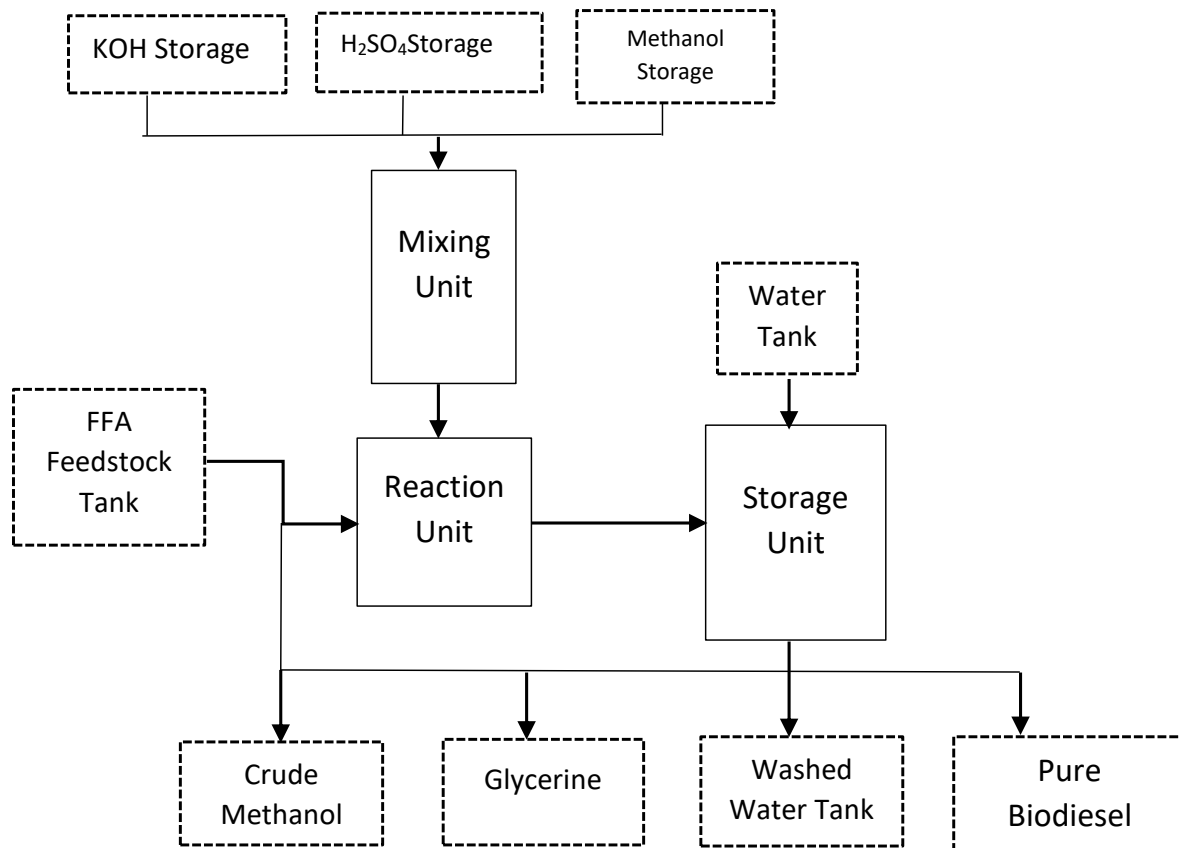 KOH Storage
H₂SO₄Storage
Methanol
Storage
Mixing
Unit
Water
Tank
FFA
Feedstock
Tank
Reaction
Unit
Storage
Unit
Crude
Methanol
Glycerine
Washed
Water Tank
Pure
Biodiesel